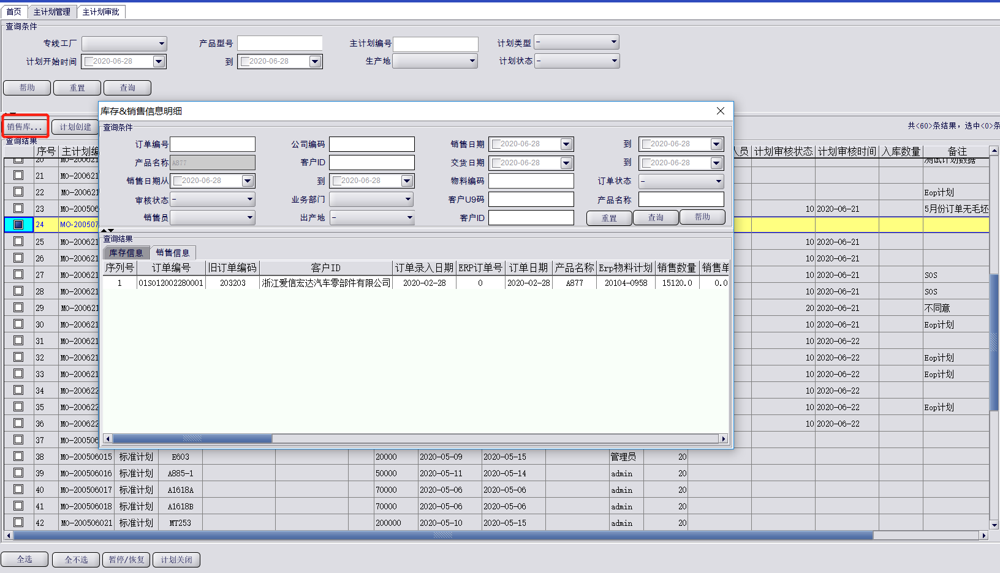 首页 主计划管理 主计划审批
查询条件
专线工厂 产品型号 主计划编号 计划类型 -
计划开始时间 2020-06-28 到 2020-06-28 生产地 计划状态 -
帮助 重置 查询
销售库... 计划创建 共<60>条结果，选中<0>条
查询结果
序号 主计划编 人员 计划审核状态 计划审核时间 入库数量 备注
20 MO-200621 测试计划数据
21 MO-200621
22 MO-200621 Eop计划
23 MO-200506 10 2020-06-21 5月份订单无毛坯
24 MO-200507
25 MO-200621 10 2020-06-21
26 MO-200621 10 2020-06-21
27 MO-200621 10 2020-06-21 SOS
28 MO-200621 10 2020-06-21 SOS
29 MO-200621 20 2020-06-21 不同意
30 MO-200621 10 2020-06-21 Eop计划
31 MO-200621 10 2020-06-22
32 MO-200621 10 2020-06-22 Eop计划
33 MO-200621 10 2020-06-22 Eop计划
34 MO-200622 10 2020-06-22
35 MO-200622 10 2020-06-22 Eop计划
36 MO-200622 10 2020-06-22
37 MO-200506
38 MO-200506015 标准计划 E603 20000 2020-05-09 2020-05-15 管理员 20
39 MO-200506016 标准计划 A885-1 50000 2020-05-11 2020-05-14 admin 20
40 MO-200506017 标准计划 A1618A 70000 2020-05-06 2020-05-06 admin 20
41 MO-200506018 标准计划 A1618B 70000 2020-05-06 2020-05-06 admin 20
42 MO-200506021 标准计划 MT253 200000 2020-05-10 2020-05-15 admin 20
全选 全不选 暂停/恢复 计划关闭
库存&销售信息明细
查询条件
订单编号 公司编码 销售日期 2020-06-28 到 2020-06-28
产品名称 A877 客户ID 交货日期 2020-06-28 到 2020-06-28
销售日期从 2020-06-28 到 2020-06-28 物料编码 订单状态 -
审核状态 - 业务部门 客户U9码 产品名称
销售员 出产地 - 客户ID 重置 查询 帮助
查询结果
库存信息 销售信息
序列号 订单编号 旧订单编码 客户ID 订单录入日期 ERP订单号 订单日期 产品名称 Erp物料计划 销售数量 销售单
1 01S012002280001 203203 浙江爱信宏达汽车零部件有限公司 2020-02-28 0 2020-02-28 A877 20104-0958 15120.0 0.0